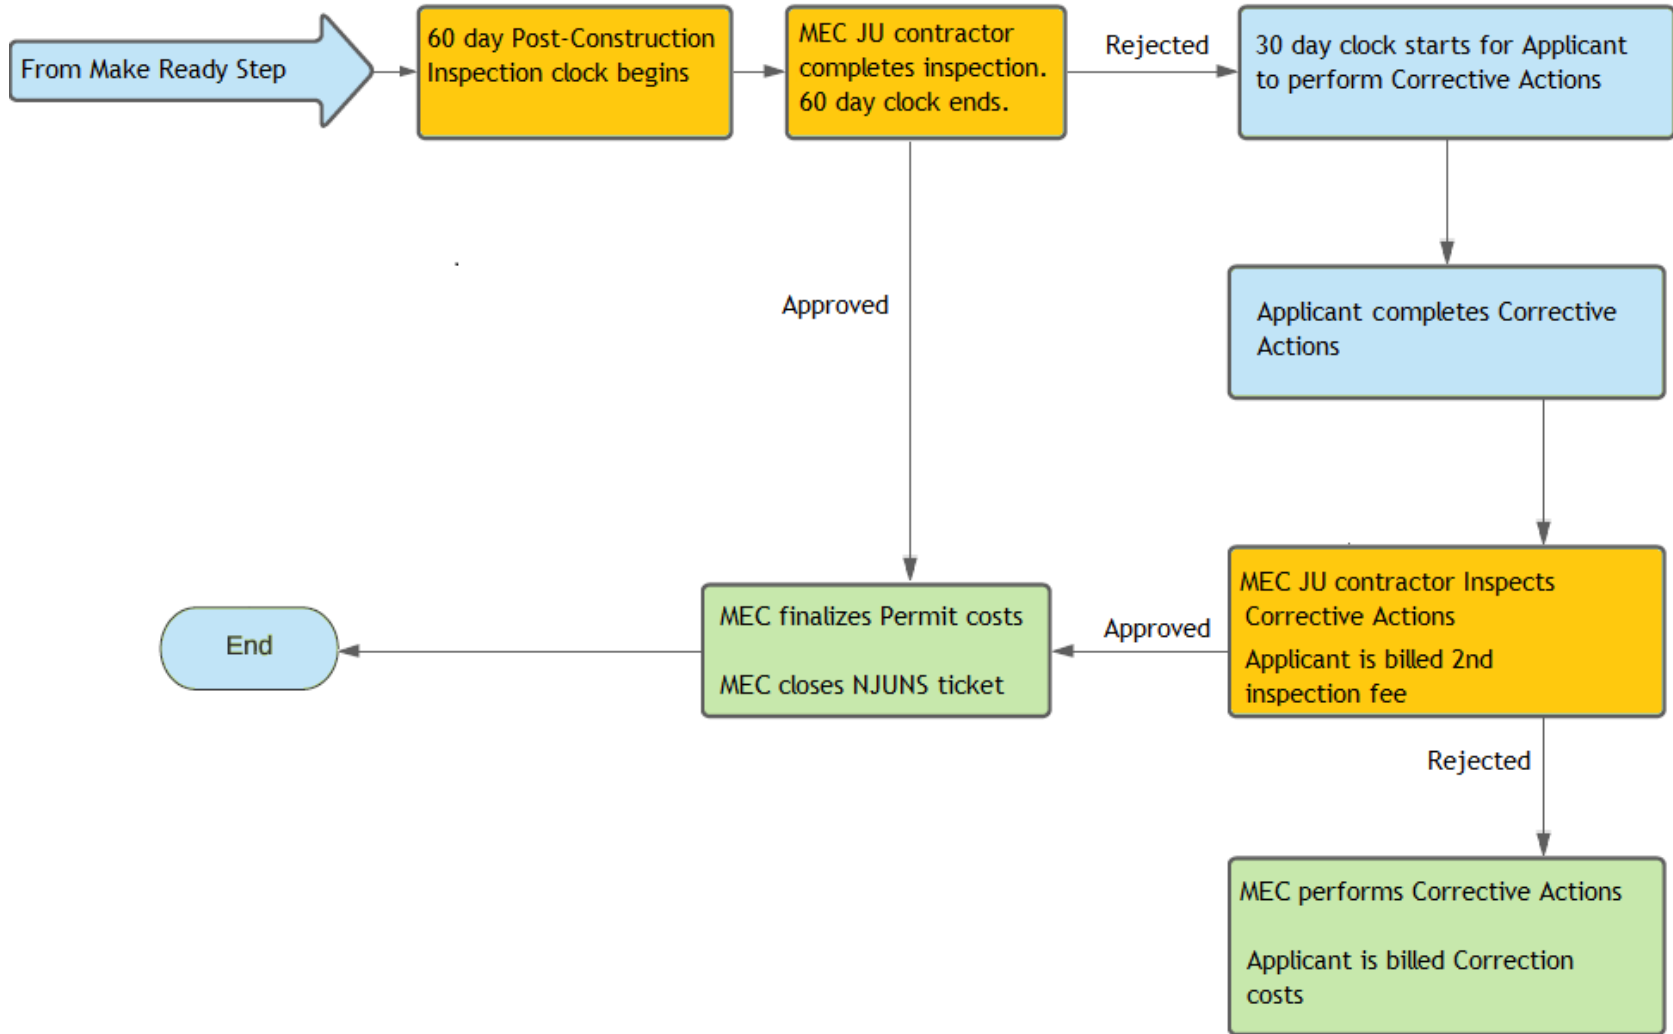 From Make Ready Step
60 day Post-Construction
Inspection clock begins
MEC JU contractor
completes inspection.
60 day clock ends.
Rejected
30 day clock starts for Applicant
to perform Corrective Actions
Approved
Applicant completes Corrective
Actions
MEC JU contractor Inspects
Corrective Actions
Applicant is billed 2nd
inspection fee
Approved
MEC finalizes Permit costs
MEC closes NJUNS ticket
End
Rejected
MEC performs Corrective Actions
Applicant is billed Correction
costs